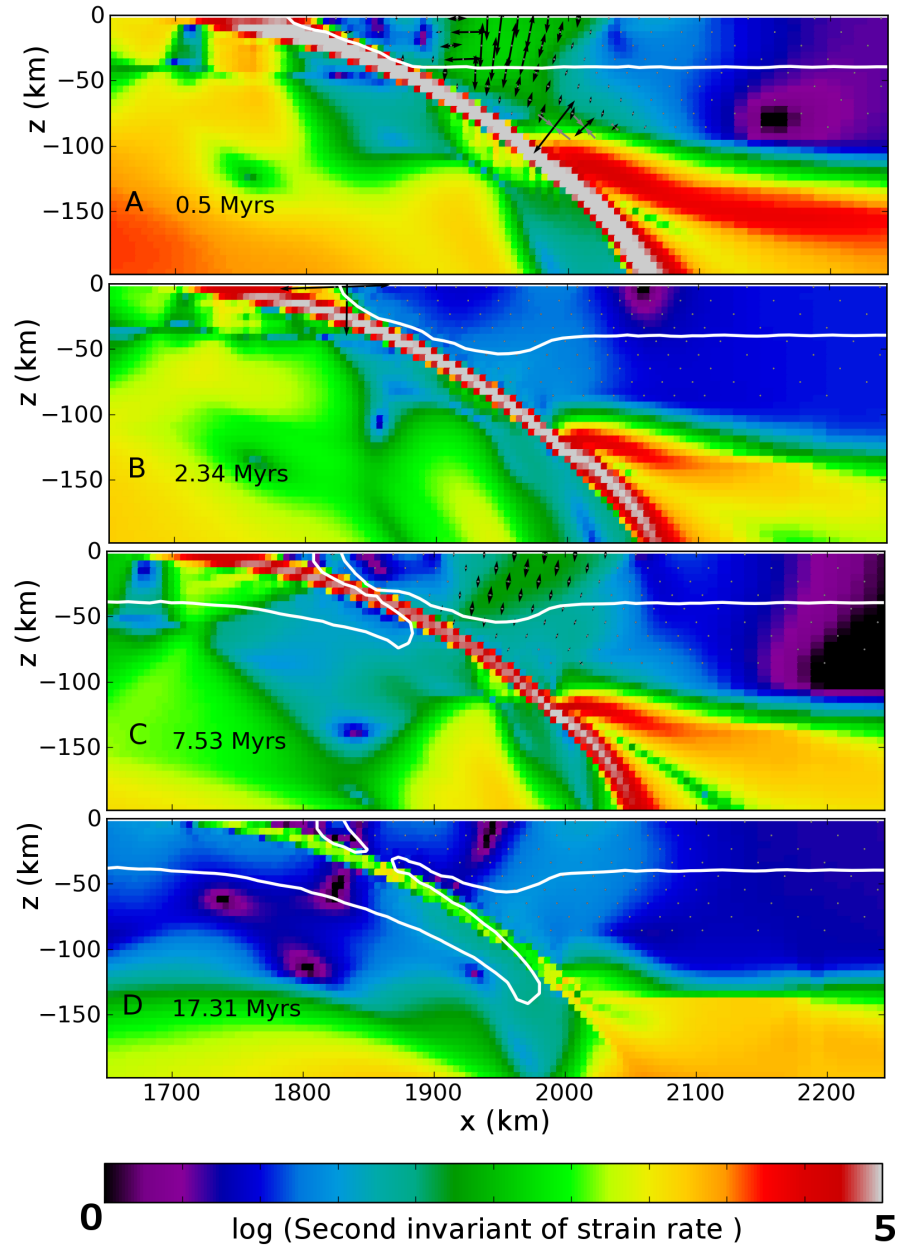 0
−50
−100
−150
z (km)
A 0.5 Myrs
0
−50
−100
−150
z (km)
B 2.34 Myrs
0
−50
−100
−150
z (km)
C 7.53 Myrs
0
−50
−100
−150
z (km)
D 17.31 Myrs
1700 1800 1900 2000 2100 2200
x (km)
0 5
log (Second invariant of strain rate )